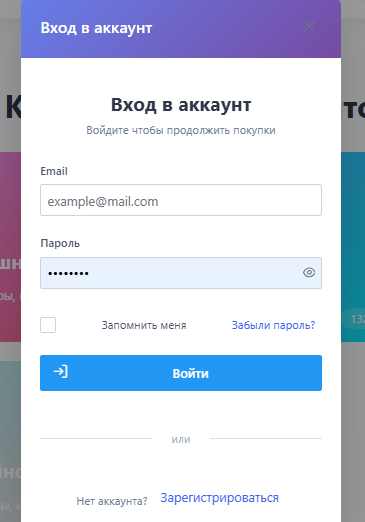 Вход в аккаунт
Вход в аккаунт
Войдите чтобы продолжить покупки
Email
example@mail.com
Пароль
••••••••
Запомнить меня
Забыли пароль?
Войти
или
Нет аккаунта? Зарегистрироваться